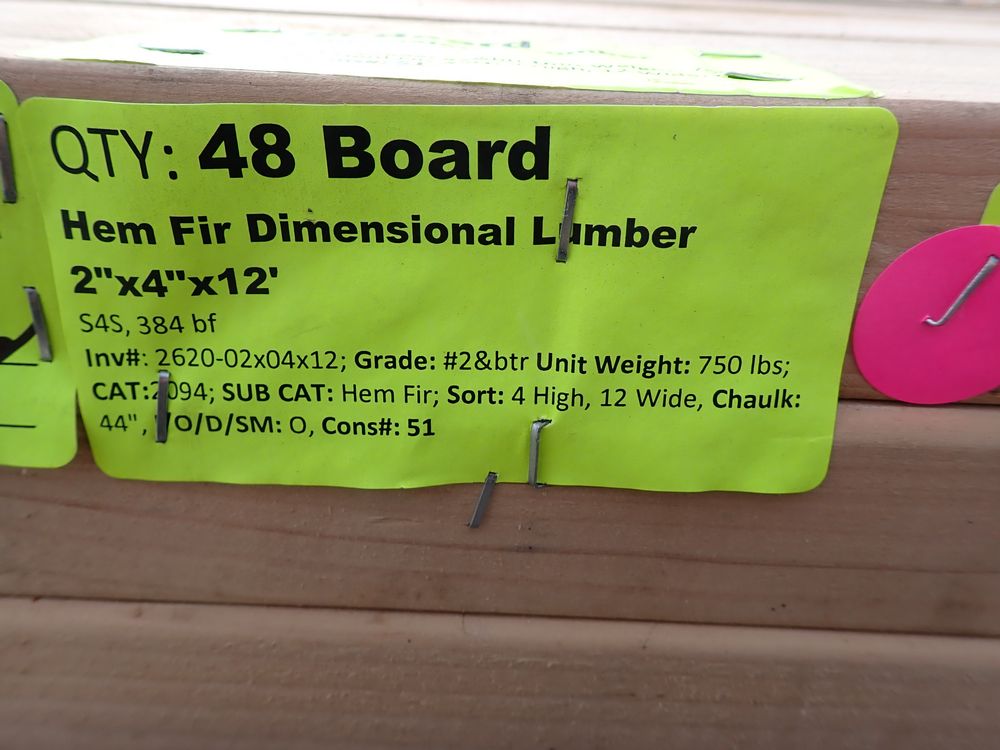 QTY: 48 Board
Hem Fir Dimensional Lumber
2"x4"x12'
S4S, 384 bf
Inv#: 2620-02x04x12; Grade: #2&btr Unit Weight: 750 lbs;
CAT:2094; SUB CAT: Hem Fir; Sort: 4 High, 12 Wide, Chaulk:
44", /O/D/SM: O, Cons#: 51